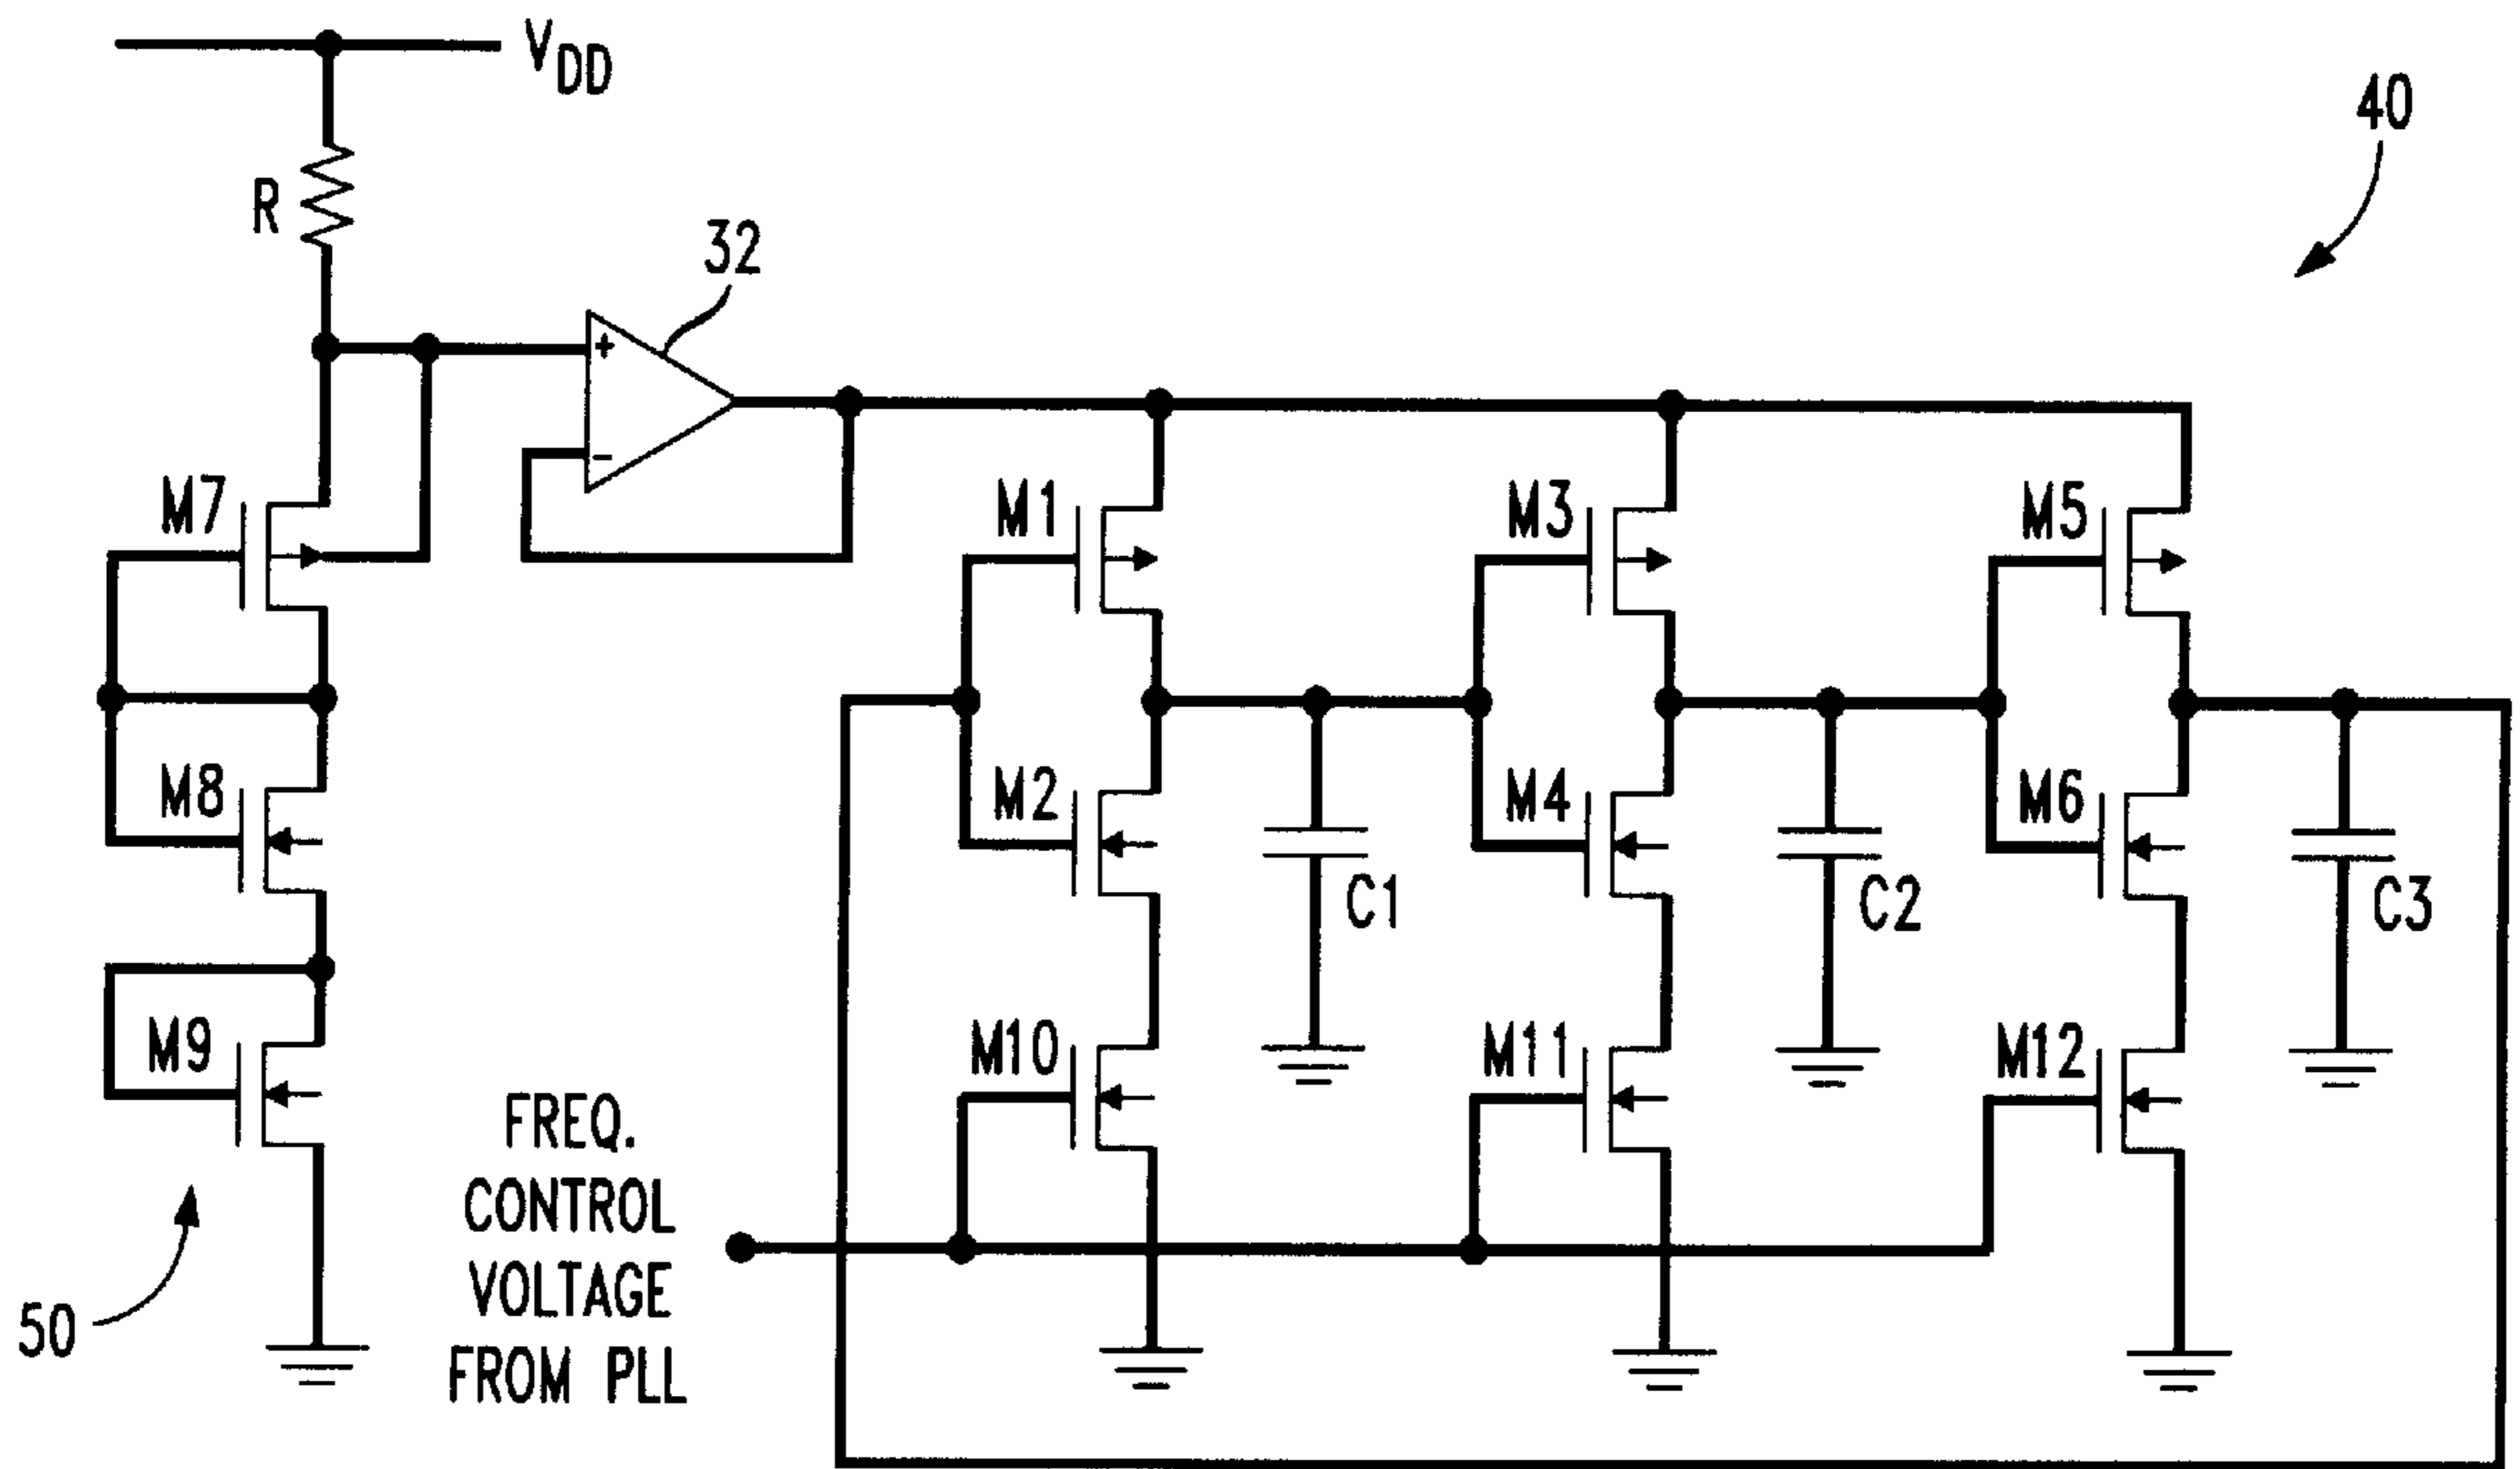 VDD
40
R
32
+
−
M7
M1
M3
M5
M8
M2
M4
M6
C1
C2
C3
M9
M10
M11
M12
FREQ.
CONTROL
VOLTAGE
FROM PLL
50